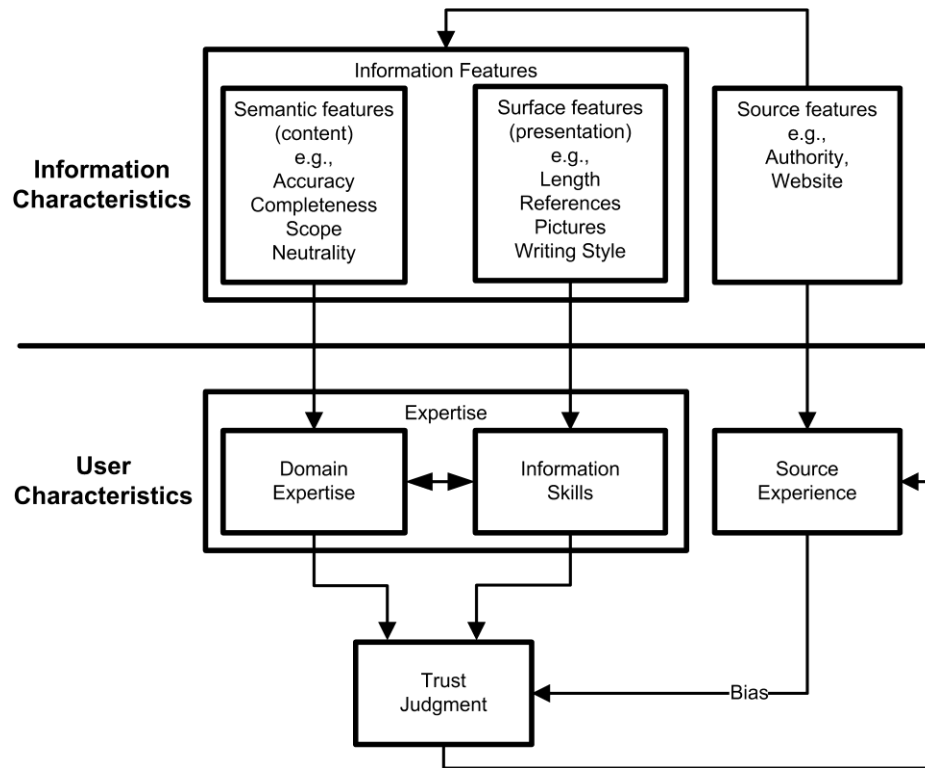 Information Features
Semantic features
(content)
e.g.,
Accuracy
Completeness
Scope
Neutrality
Surface features
(presentation)
e.g.,
Length
References
Pictures
Writing Style
Source features
e.g.,
Authority,
Website
Information
Characteristics
Expertise
Domain
Expertise
Information
Skills
Source
Experience
User
Characteristics
Trust
Judgment
Bias